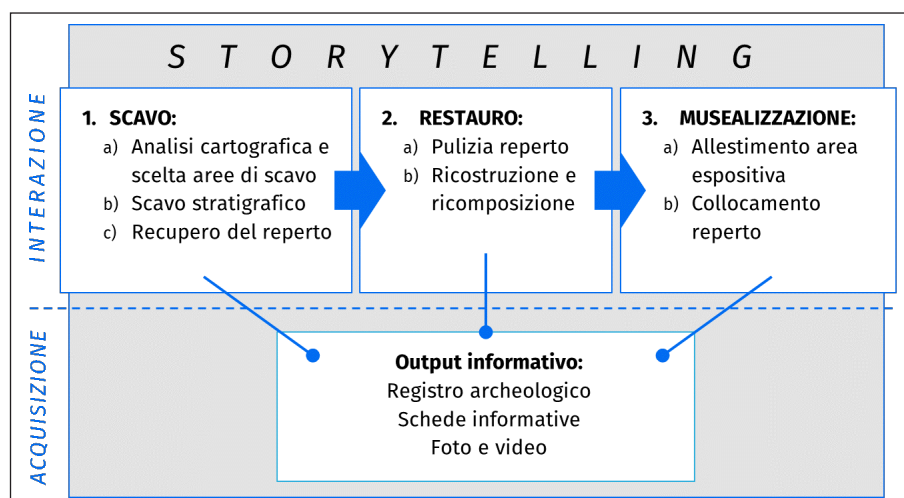 S T O R Y T E L L I N G
INTERAZIONE
1. SCAVO:
a) Analisi cartografica e
scelta aree di scavo
b) Scavo stratigrafico
c) Recupero del reperto
2. RESTAURO:
a) Pulizia reperto
b) Ricostruzione e
ricomposizione
3. MUSEALIZZAZIONE:
a) Allestimento area
espositiva
b) Collocamento
reperto
ACQUISIZIONE
Output informativo:
Registro archeologico
Schede informative
Foto e video